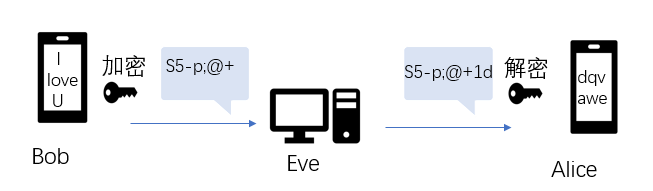 I
love
U
加密
S5-p;@+
S5-p;@+1d
解密
dqv
awe
Bob
Eve
Alice